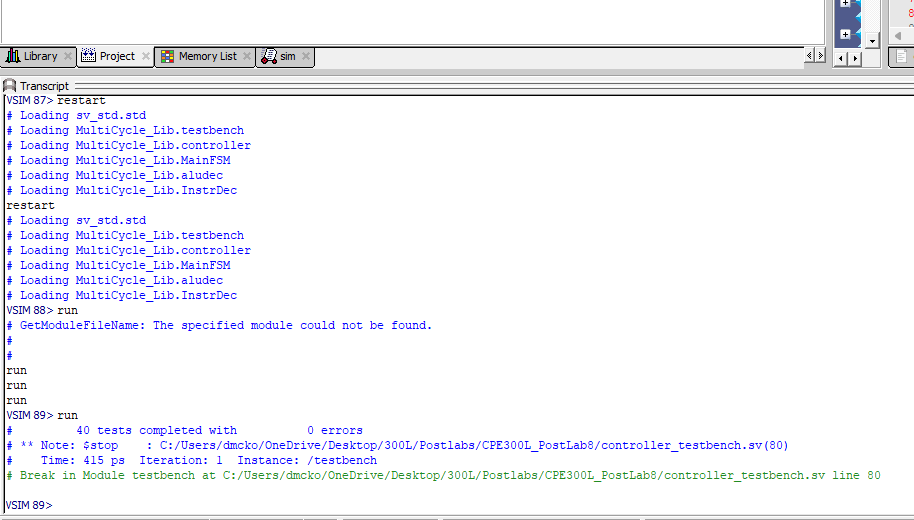 Library
Project
Memory List
sim
Transcript
VSIM 87> restart
# Loading sv_std.std
# Loading MultiCycle_Lib.testbench
# Loading MultiCycle_Lib.controller
# Loading MultiCycle_Lib.MainFSM
# Loading MultiCycle_Lib.aludec
# Loading MultiCycle_Lib.InstrDec
restart
# Loading sv_std.std
# Loading MultiCycle_Lib.testbench
# Loading MultiCycle_Lib.controller
# Loading MultiCycle_Lib.MainFSM
# Loading MultiCycle_Lib.aludec
# Loading MultiCycle_Lib.InstrDec
VSIM 88> run
# GetModuleFileName: The specified module could not be found.
#
#
run
run
run
VSIM 89> run
#         40 tests completed with          0 errors
# ** Note: $stop    : C:/Users/dmcko/OneDrive/Desktop/300L/Postlabs/CPE300L_PostLab8/controller_testbench.sv(80)
#    Time: 415 ps  Iteration: 1  Instance: /testbench
# Break in Module testbench at C:/Users/dmcko/OneDrive/Desktop/300L/Postlabs/CPE300L_PostLab8/controller_testbench.sv line 80
VSIM 89>